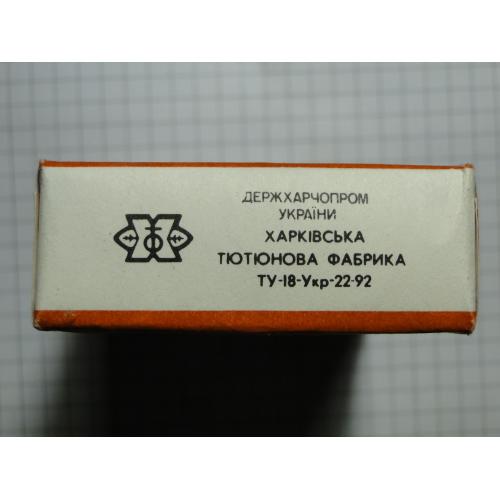 ДЕРЖХАРЧОПРОМ
УКРАЇНИ
ХАРКІВСЬКА
ТЮТЮНОВА ФАБРИКА
ТУ-18-Укр-22-92